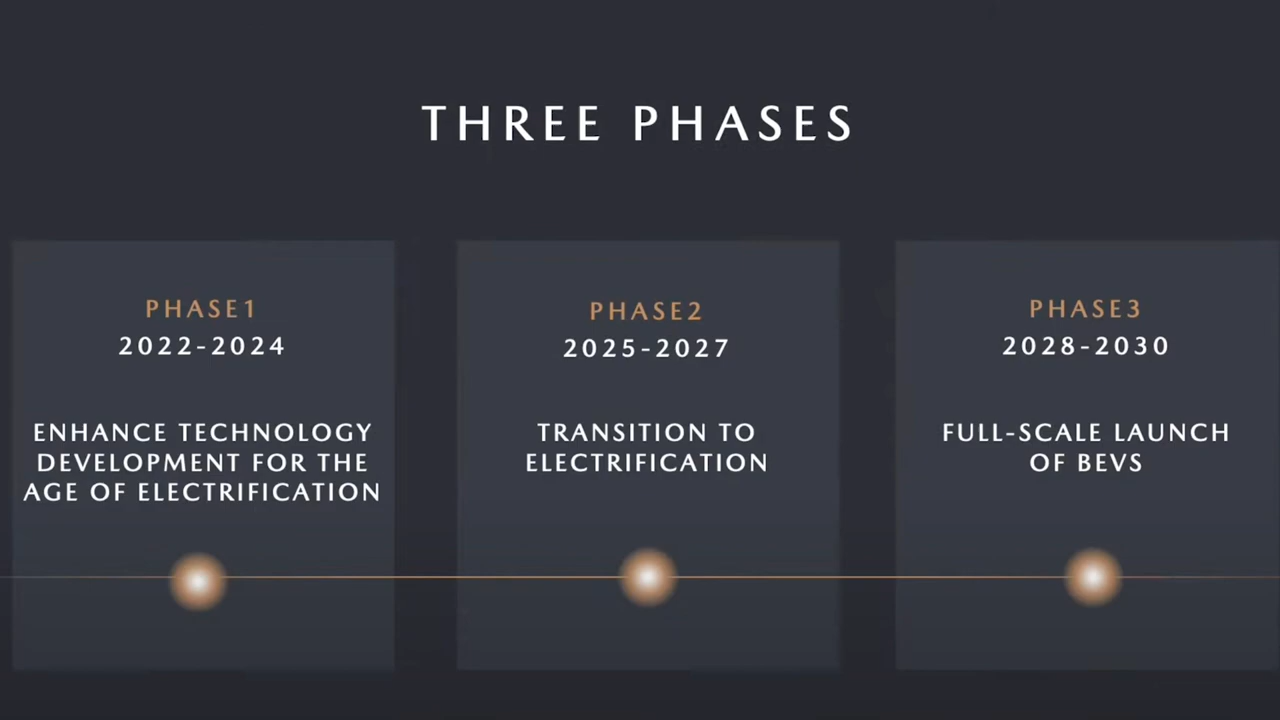 THREE PHASES
PHASE1
2022-2024
ENHANCE TECHNOLOGY
DEVELOPMENT FOR THE
AGE OF ELECTRIFICATION
PHASE2
2025-2027
TRANSITION TO
ELECTRIFICATION
PHASE3
2028-2030
FULL-SCALE LAUNCH
OF BEVS